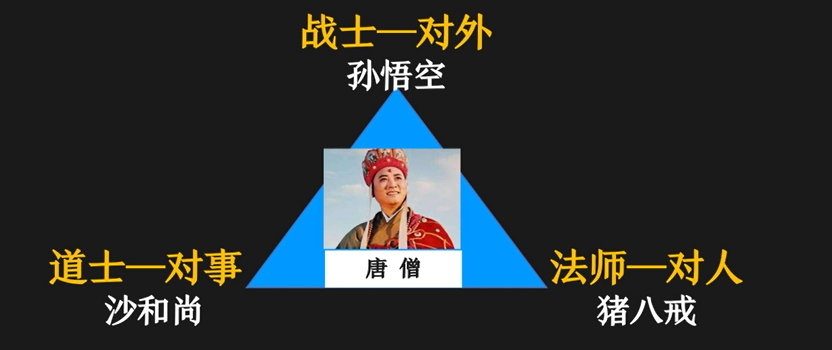 战士—对外
孙悟空
唐 僧
道士—对事
沙和尚
法师—对人
猪八戒